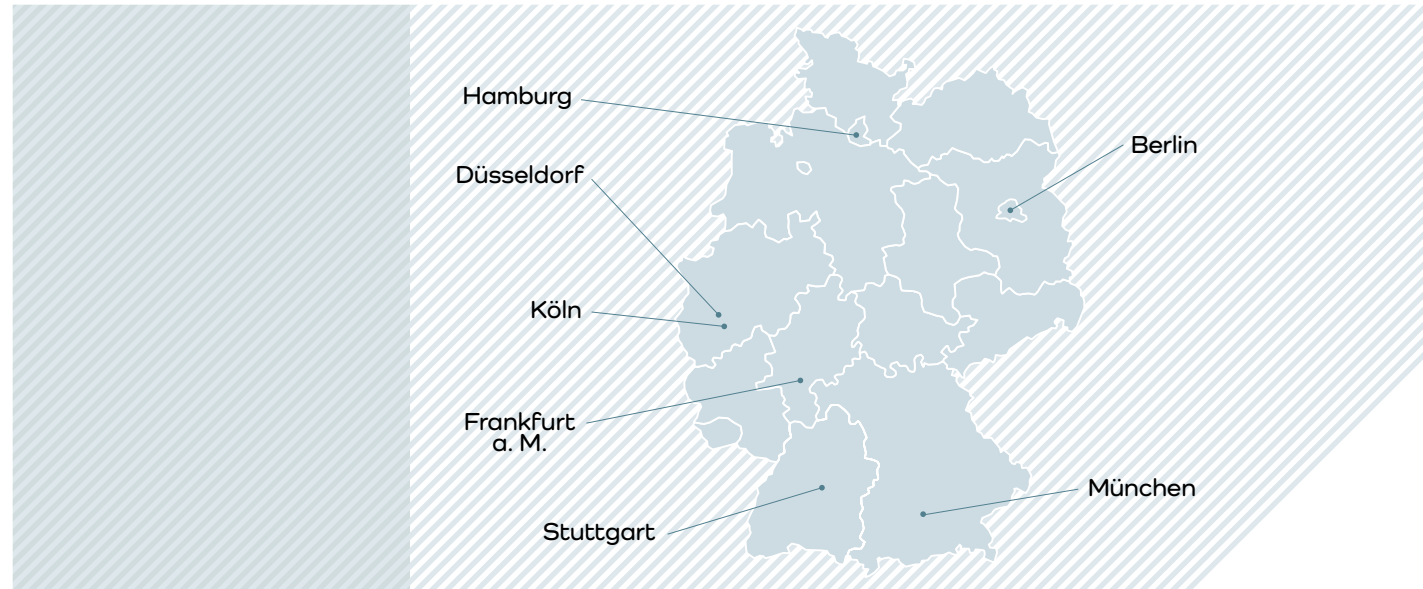 Hamburg
Berlin
Düsseldorf
Köln
Frankfurt
a. M.
München
Stuttgart